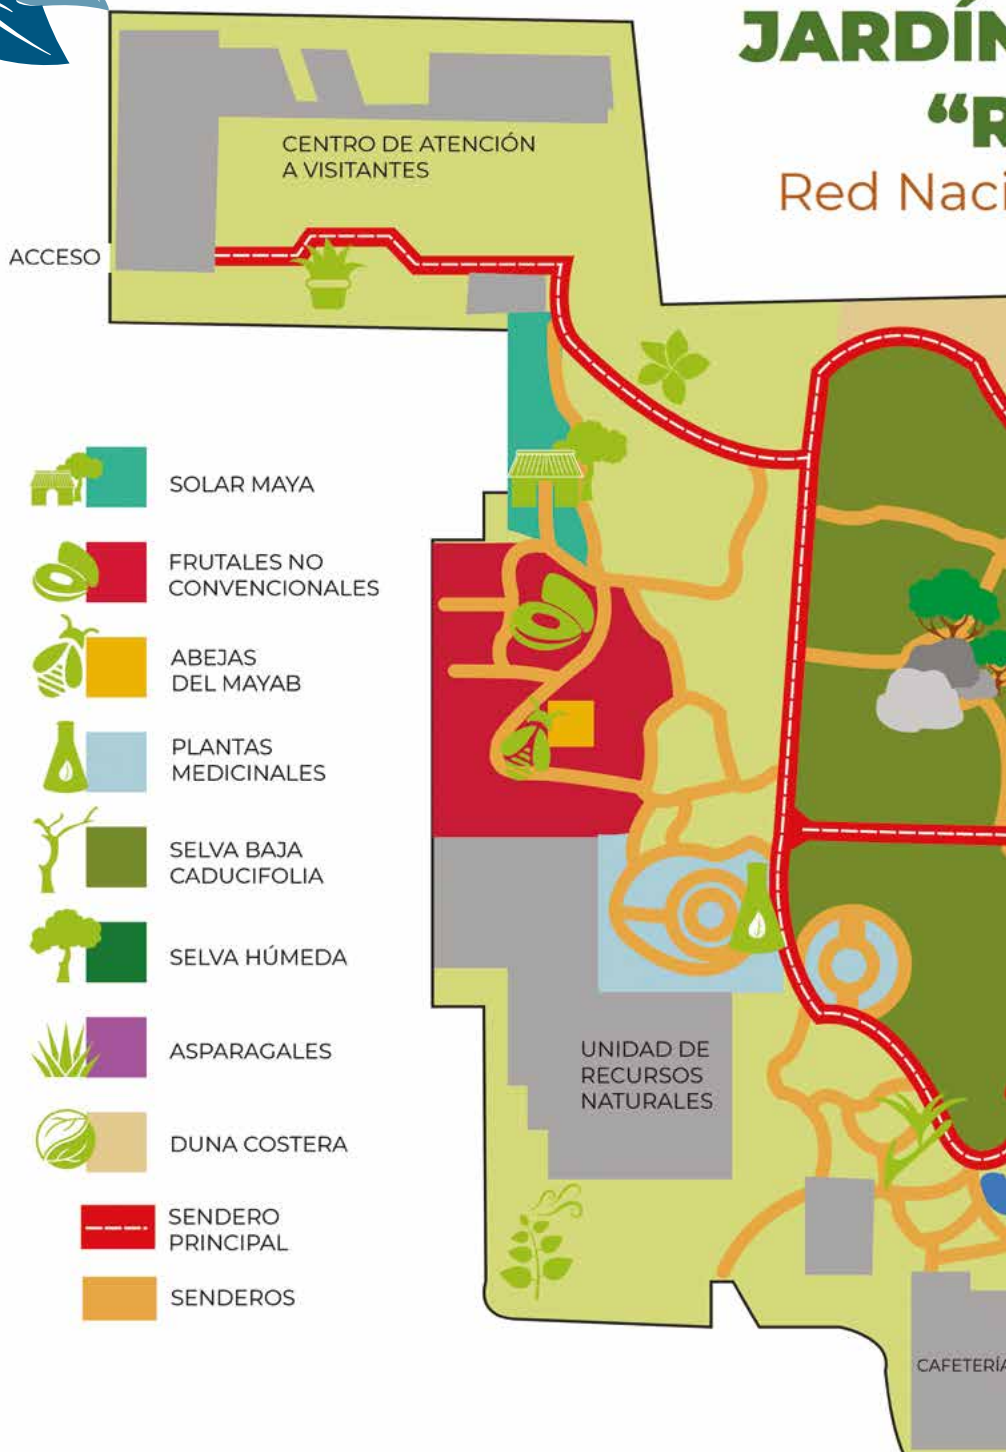 JARDÍN
“R
Red Naci
CENTRO DE ATENCIÓN
A VISITANTES
ACCESO
SOLAR MAYA
FRUTALES NO
CONVENCIONALES
ABEJAS
DEL MAYAB
PLANTAS
MEDICINALES
SELVA BAJA
CADUCIFOLIA
SELVA HÚMEDA
ASPARAGALES
DUNA COSTERA
SENDERO
PRINCIPAL
SENDEROS
UNIDAD DE
RECURSOS
NATURALES
CAFETERÍA